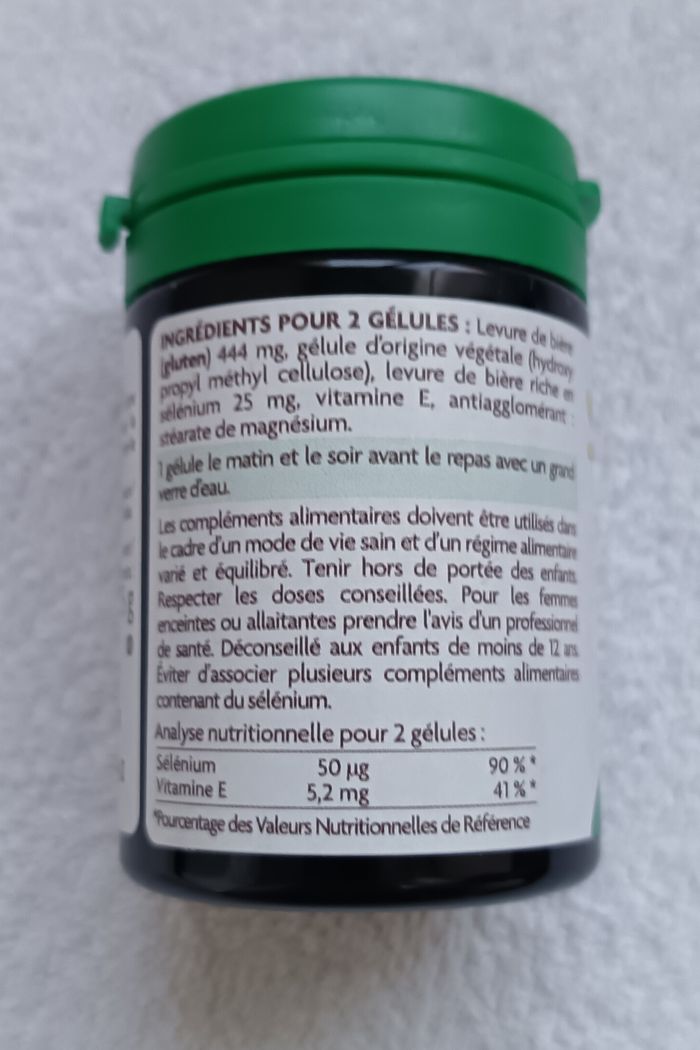 INGRÉDIENTS POUR 2 GÉLULES : Levure de bière
(gluten) 444 mg, gélule d'origine végétale (hydroxy
propyl méthyl cellulose), levure de bière riche en
sélénium 25 mg, vitamine E, antiagglomérant :
stéarate de magnésium.
1 gélule le matin et le soir avant le repas avec un grand
verre d'eau.
Les compléments alimentaires doivent être utilisés dans
le cadre d'un mode de vie sain et d'un régime alimentaire
varié et équilibré. Tenir hors de portée des enfants.
Respecter les doses conseillées. Pour les femmes
enceintes ou allaitantes prendre l'avis d'un professionnel
de santé. Déconseillé aux enfants de moins de 12 ans.
Éviter d'associer plusieurs compléments alimentaires
contenant du sélénium.
Analyse nutritionnelle pour 2 gélules :
Sélénium 50 µg 90 % *
Vitamine E 5,2 mg 41 % *
*Pourcentage des Valeurs Nutritionnelles de Référence